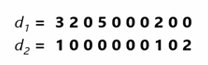 d₁ = 3 2 0 5 0 0 0 2 0 0
d₂ = 1 0 0 0 0 0 0 1 0 2